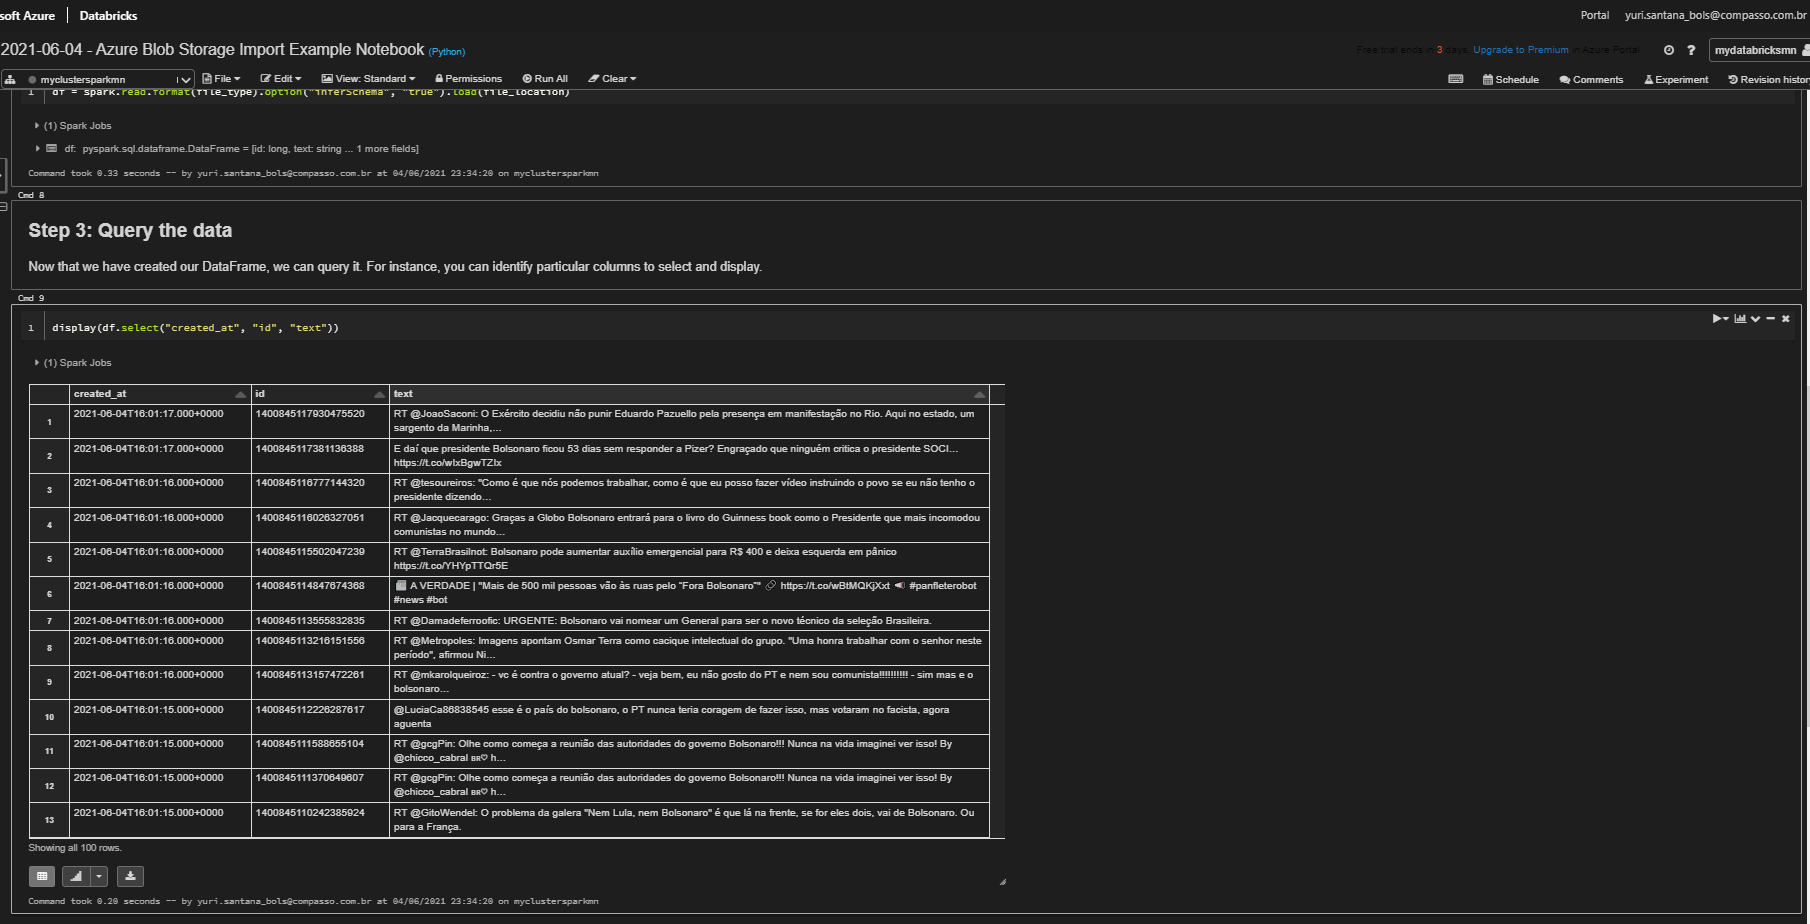 soft Azure | Databricks
Portal yuri.santana_bols@compasso.com.br
2021-06-04 - Azure Blob Storage Import Example Notebook (Python)
Free trial ends in 3 days. Upgrade to Premium in Azure Portal
? mydatabricksmn
myclustersparkmn File Edit View: Standard Permissions Run All Clear
Schedule Comments Experiment Revision histor
1 df = spark.read.format(file_type).option("inferSchema", "true").load(file_location)
(1) Spark Jobs
df: pyspark.sql.dataframe.DataFrame = [id: long, text: string ... 1 more fields]
Command took 0.33 seconds -- by yuri.santana_bols@compasso.com.br at 04/06/2021 23:34:20 on myclustersparkmn
Cmd 8
Step 3: Query the data
Now that we have created our DataFrame, we can query it. For instance, you can identify particular columns to select and display.
Cmd 9
1 display(df.select("created_at", "id", "text"))
(1) Spark Jobs
created_at id text
1 2021-06-04T16:01:17.000+0000 1400845117930475520 RT @JoaoSaconi: O Exército decidiu não punir Eduardo Pazuello pela presença em manifestação no Rio. Aqui no estado, um
sargento da Marinha,…
2 2021-06-04T16:01:17.000+0000 1400845117381136388 E daí que presidente Bolsonaro ficou 53 dias sem responder a Pizer? Engraçado que ninguém critica o presidente SOCI…
https://t.co/wIxBgwTZIx
3 2021-06-04T16:01:16.000+0000 1400845116777144320 RT @tesoureiros: "Como é que nós podemos trabalhar, como é que eu posso fazer vídeo instruindo o povo se eu não tenho o
presidente dizendo…
4 2021-06-04T16:01:16.000+0000 1400845116026327051 RT @Jacquecarago: Graças a Globo Bolsonaro entrará para o livro do Guinness book como o Presidente que mais incomodou
comunistas no mundo…
5 2021-06-04T16:01:16.000+0000 1400845115502047239 RT @TerraBrasilnot: Bolsonaro pode aumentar auxílio emergencial para R$ 400 e deixa esquerda em pânico
https://t.co/YHYpTTQr5E
6 2021-06-04T16:01:16.000+0000 1400845114847674368 📰 A VERDADE | "Mais de 500 mil pessoas vão às ruas pelo “Fora Bolsonaro”" 🔗 https://t.co/wBtMQKjXxt 📢 #panfleterobot
#news #bot
7 2021-06-04T16:01:16.000+0000 1400845113555832835 RT @Damadeferroofic: URGENTE: Bolsonaro vai nomear um General para ser o novo técnico da seleção Brasileira.
8 2021-06-04T16:01:16.000+0000 1400845113216151556 RT @Metropoles: Imagens apontam Osmar Terra como cacique intelectual do grupo. "Uma honra trabalhar com o senhor neste
período", afirmou Ni…
9 2021-06-04T16:01:16.000+0000 1400845113157472261 RT @mkarolqueiroz: - vc é contra o governo atual? - veja bem, eu não gosto do PT e nem sou comunista!!!!!!!!!! - sim mas e o
bolsonaro…
10 2021-06-04T16:01:15.000+0000 1400845112226287617 @LuciaCa86838545 esse é o país do bolsonaro, o PT nunca teria coragem de fazer isso, mas votaram no facista, agora
aguenta
11 2021-06-04T16:01:15.000+0000 1400845111588655104 RT @gcgPin: Olhe como começa a reunião das autoridades do governo Bolsonaro!!! Nunca na vida imaginei ver isso! By
@chicco_cabral 🇧🇷♡ h…
12 2021-06-04T16:01:15.000+0000 1400845111370649607 RT @gcgPin: Olhe como começa a reunião das autoridades do governo Bolsonaro!!! Nunca na vida imaginei ver isso! By
@chicco_cabral 🇧🇷♡ h…
13 2021-06-04T16:01:15.000+0000 1400845110242385924 RT @GitoWendel: O problema da galera "Nem Lula, nem Bolsonaro" é que lá na frente, se for eles dois, vai de Bolsonaro. Ou
para a França.
Showing all 100 rows.
Command took 0.20 seconds -- by yuri.santana_bols@compasso.com.br at 04/06/2021 23:34:20 on myclustersparkmn